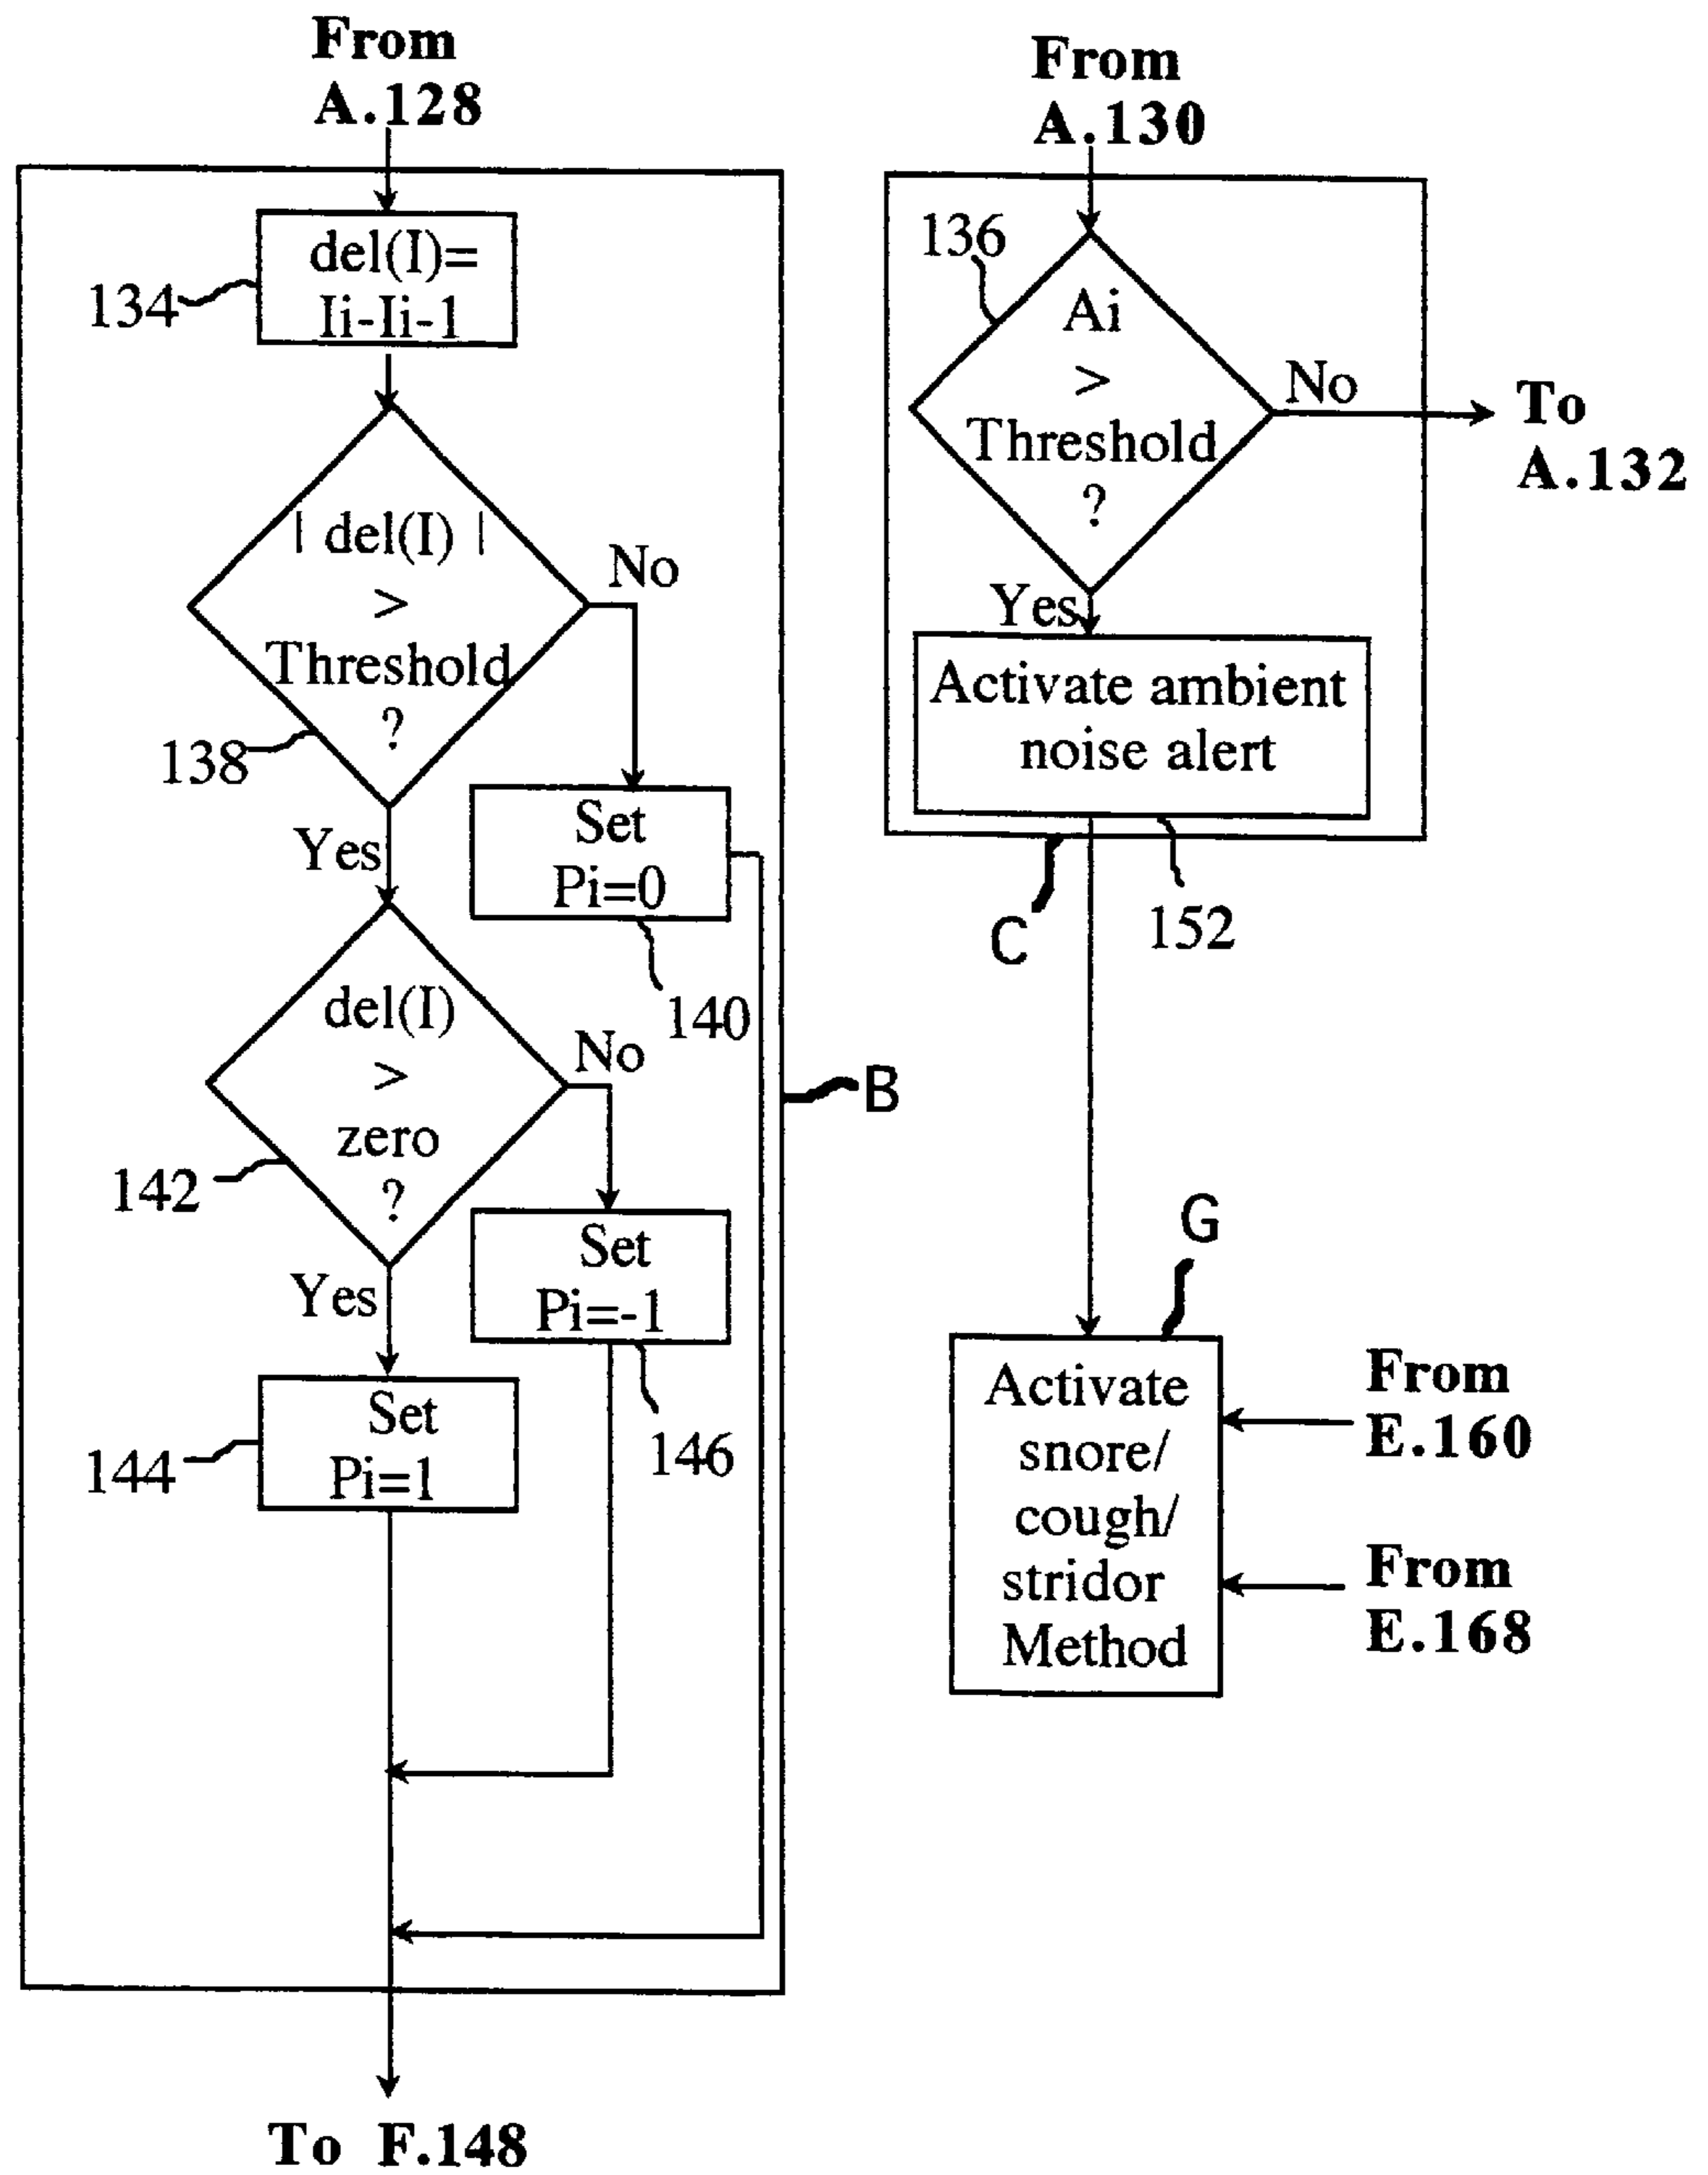 From
A.128
134
del(I)=
Ii-Ii-1
| del(I) |
>
Threshold
?
138
No
Yes
Set
Pi=0
140
del(I)
>
zero
?
142
No
Yes
Set
Pi=-1
146
144
Set
Pi=1
B
To F.148
From
A.130
136
Ai
>
Threshold
?
No
To
A.132
Yes
Activate ambient
noise alert
C
152
G
Activate
snore/
cough/
stridor
Method
From
E.160
From
E.168